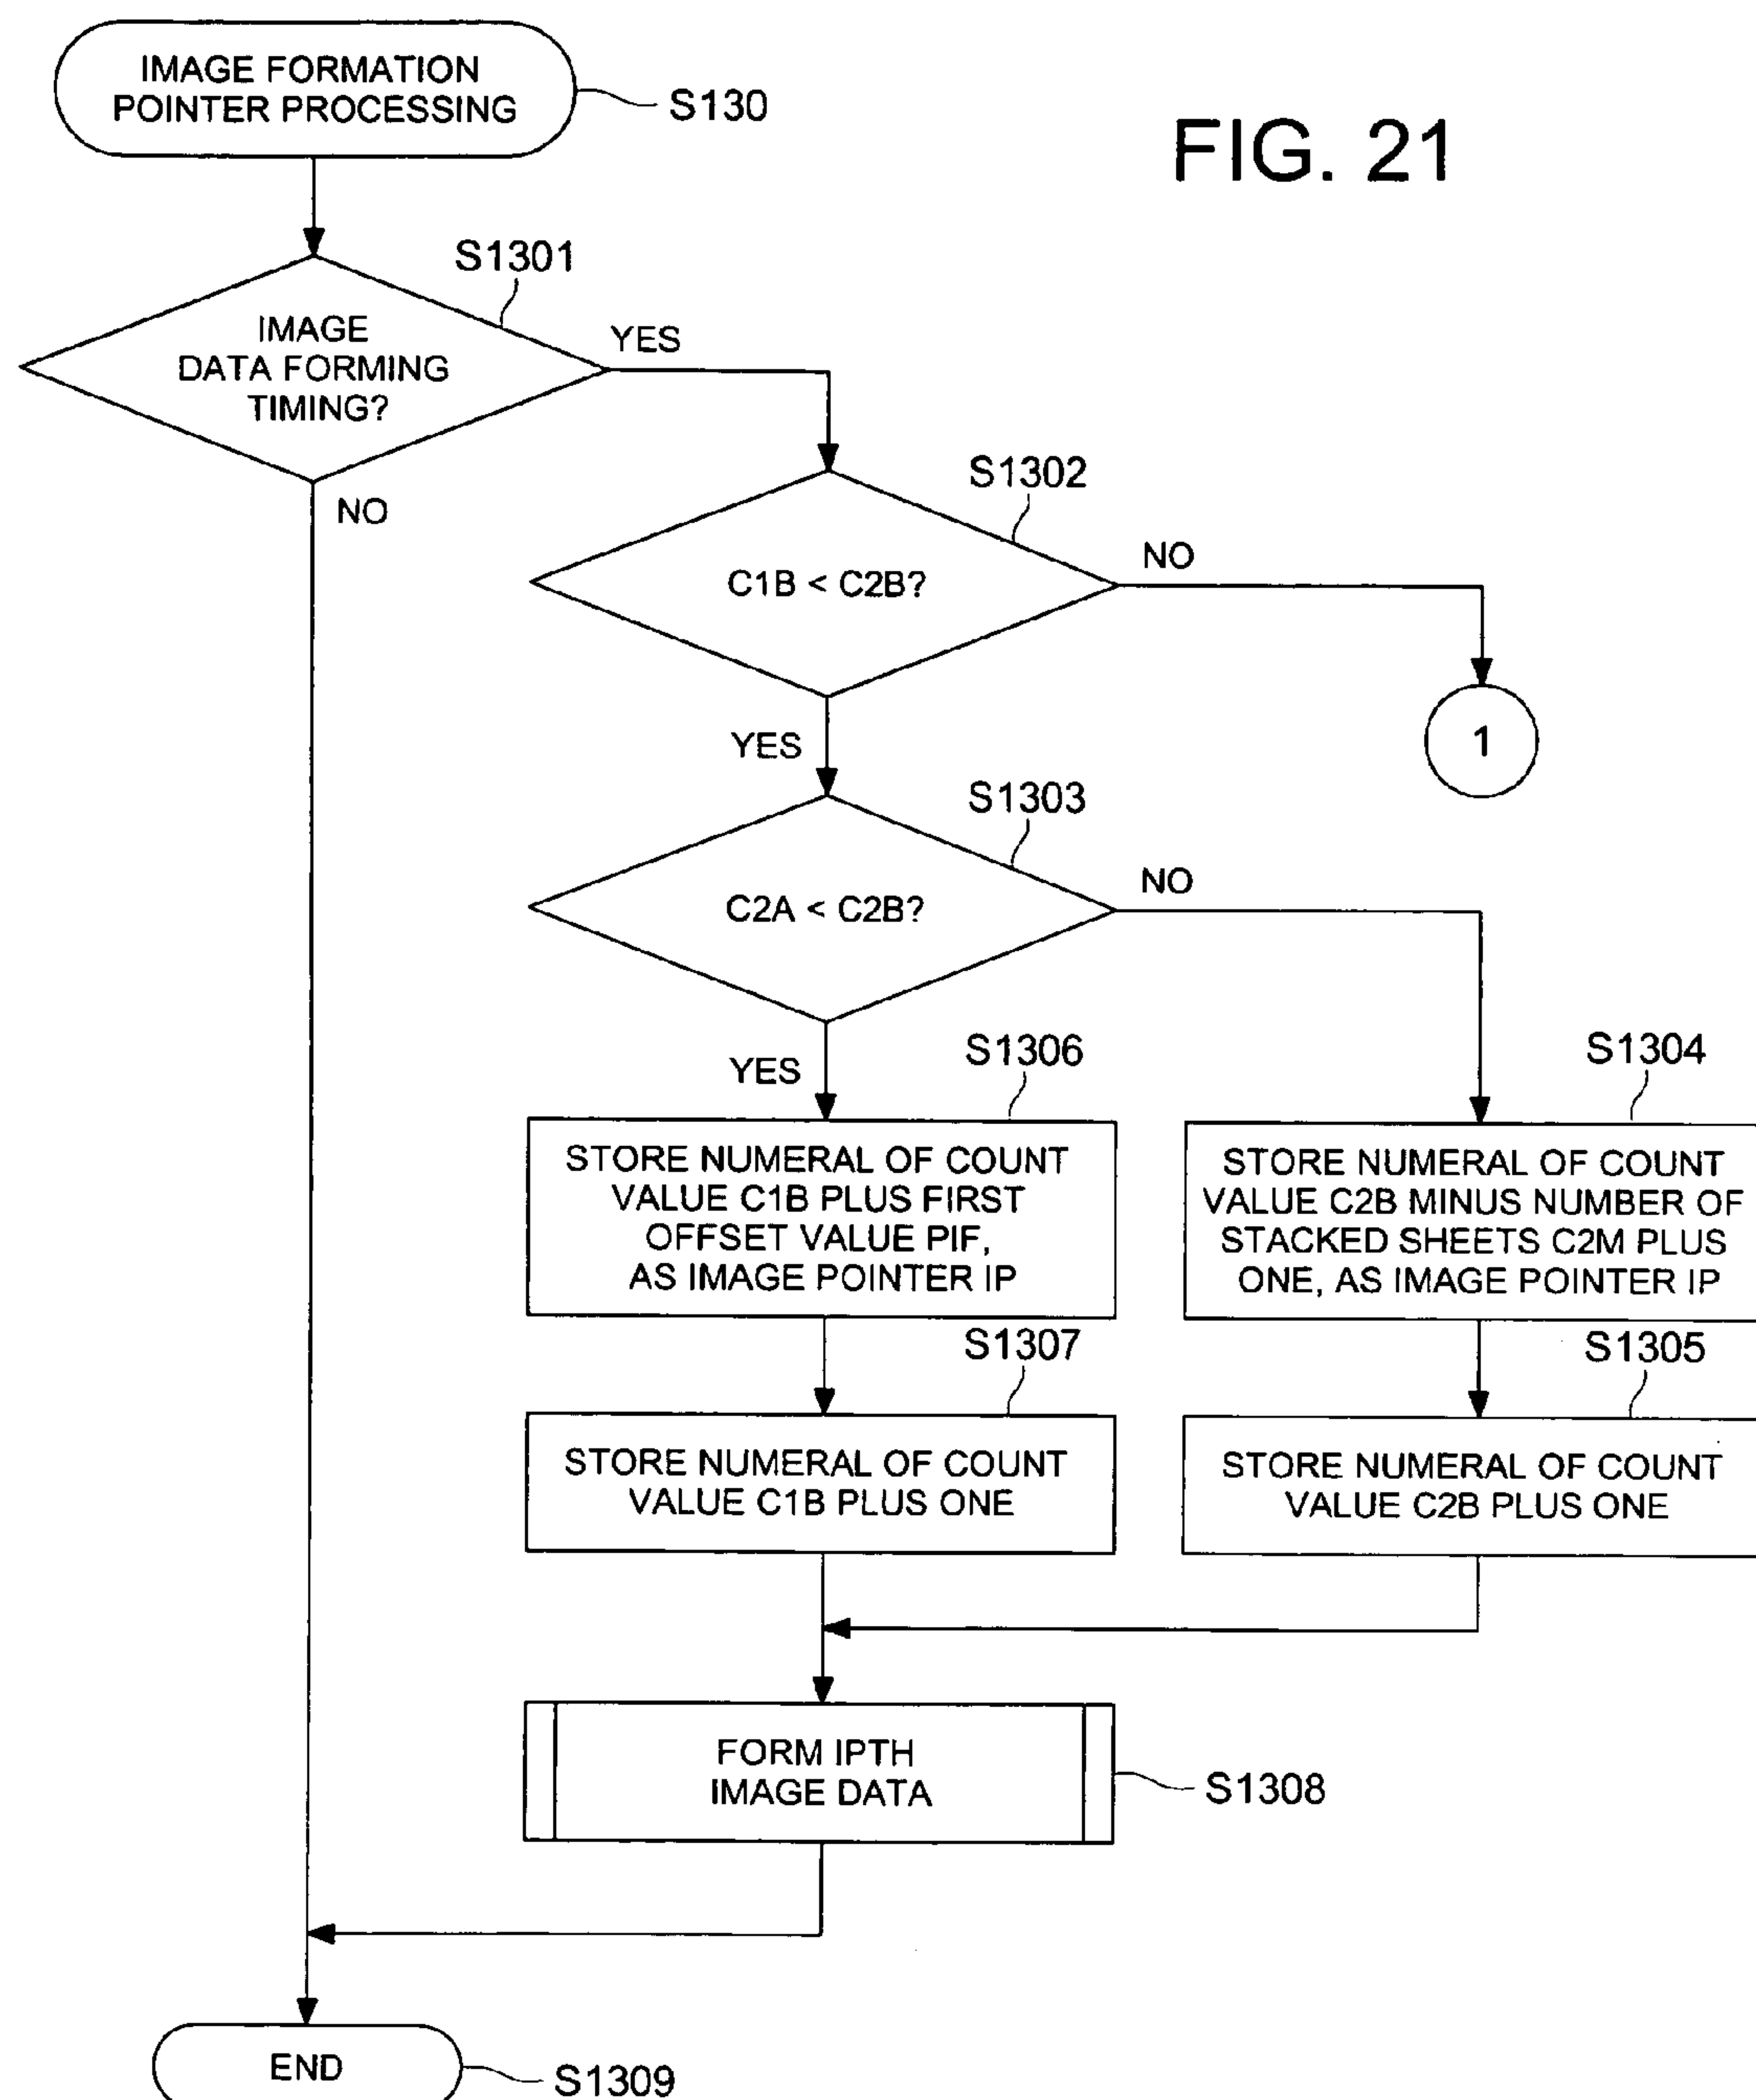 IMAGE FORMATION
POINTER PROCESSING
S130
FIG. 21
S1301
IMAGE
DATA FORMING
TIMING?
YES
NO
S1302
C1B < C2B?
NO
1
YES
S1303
C2A < C2B?
NO
YES
S1306
S1304
STORE NUMERAL OF COUNT
VALUE C1B PLUS FIRST
OFFSET VALUE PIF,
AS IMAGE POINTER IP
STORE NUMERAL OF COUNT
VALUE C2B MINUS NUMBER OF
STACKED SHEETS C2M PLUS
ONE, AS IMAGE POINTER IP
S1307
S1305
STORE NUMERAL OF COUNT
VALUE C1B PLUS ONE
STORE NUMERAL OF COUNT
VALUE C2B PLUS ONE
FORM IPTH
IMAGE DATA
S1308
END
S1309